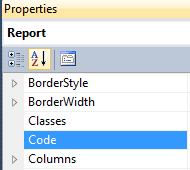 Properties
Report
BorderStyle
BorderWidth
Classes
Code
Columns